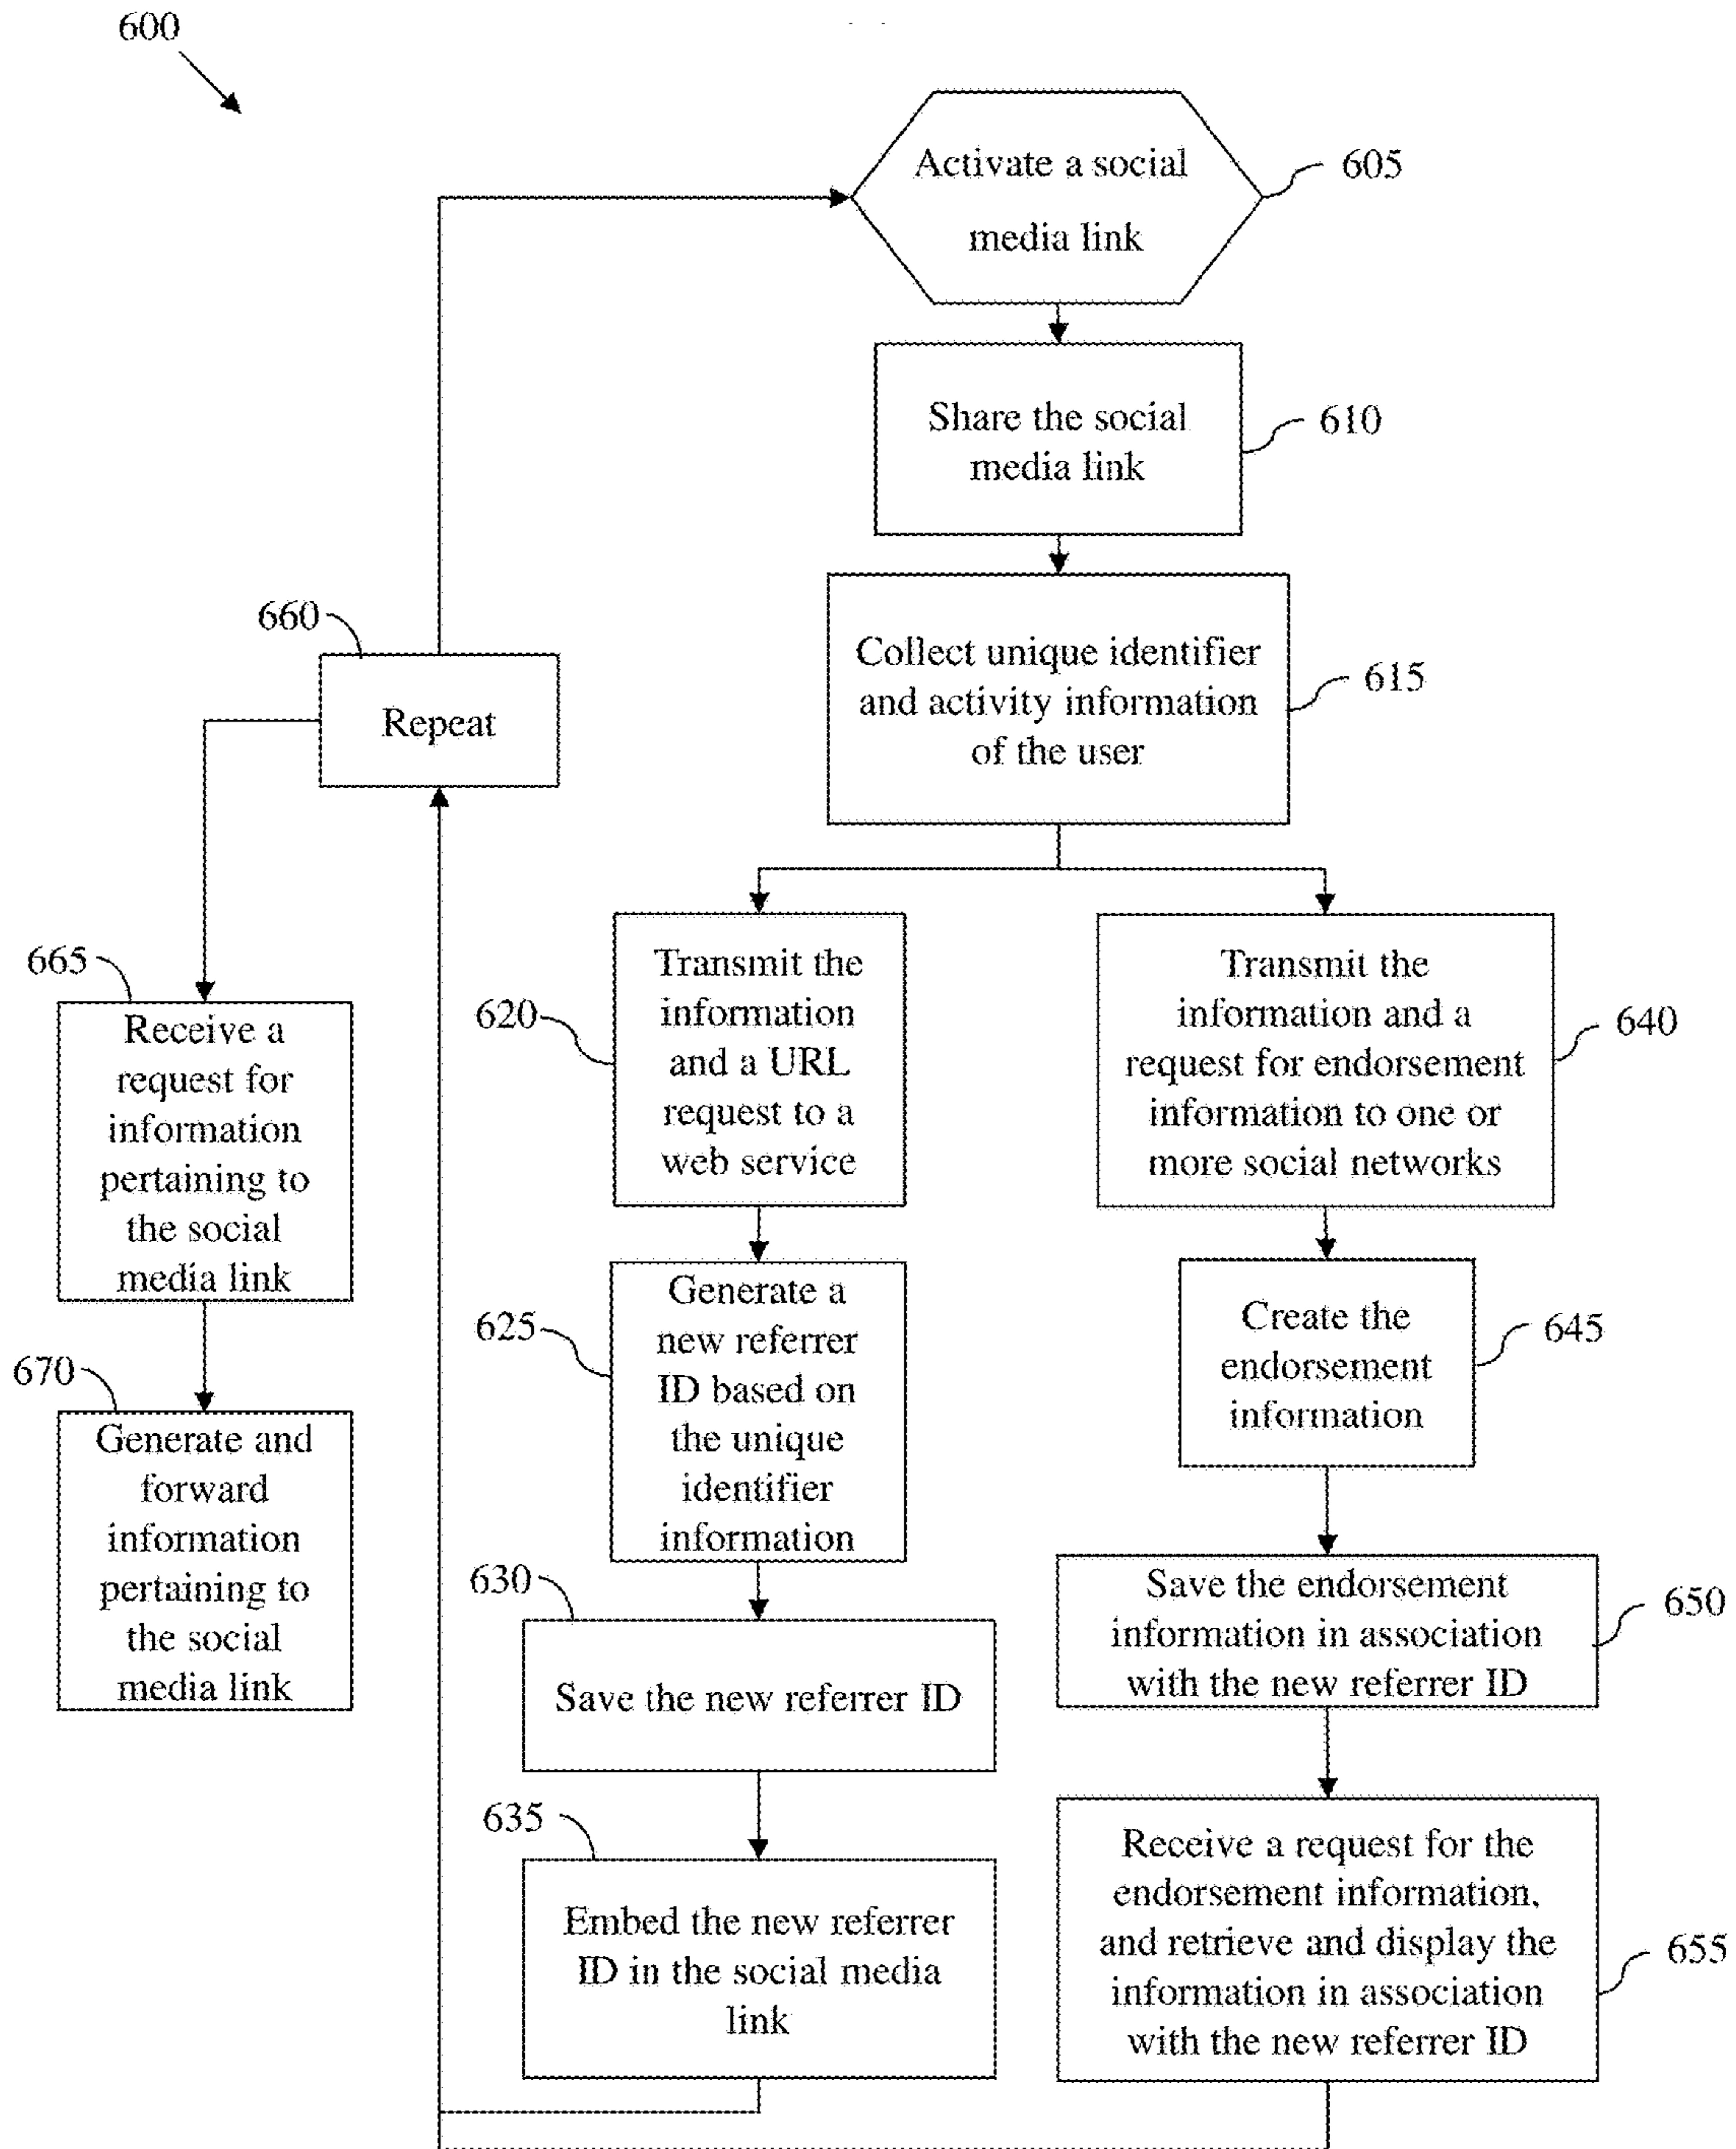 600
Activate a social
media link
605
Share the social
media link
610
Collect unique identifier
and activity information
of the user
615
660
Repeat
Transmit the
information
and a URL
request to a
web service
620
Transmit the
information and a
request for endorsement
information to one or
more social networks
640
665
Receive a
request for
information
pertaining to
the social
media link
Generate a
new referrer
ID based on
the unique
identifier
information
625
Create the
endorsement
information
645
670
Generate and
forward
information
pertaining to
the social
media link
630
Save the new referrer ID
Save the endorsement
information in association
with the new referrer ID
650
635
Embed the new referrer
ID in the social media
link
Receive a request for the
endorsement information,
and retrieve and display the
information in association
with the new referrer ID
655